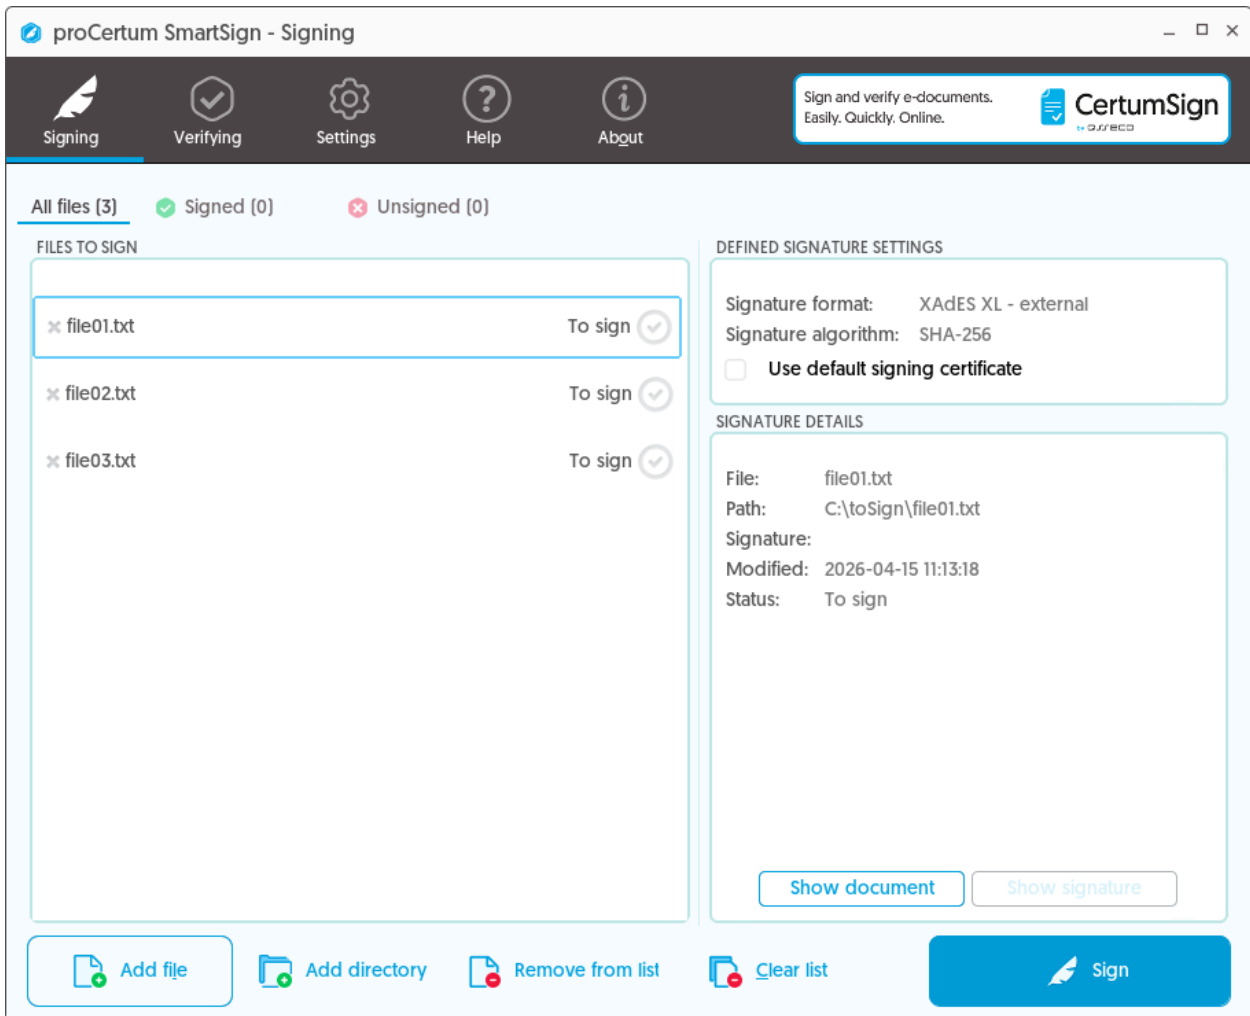 proCertum SmartSign - Signing
Signing
Verifying
Settings
Help
About
Sign and verify e-documents.
Easily. Quickly. Online.
CertumSign
by asseco
All files (3)
Signed (0)
Unsigned (0)
FILES TO SIGN
file01.txt To sign
file02.txt To sign
file03.txt To sign
DEFINED SIGNATURE SETTINGS
Signature format: XAdES XL - external
Signature algorithm: SHA-256
Use default signing certificate
SIGNATURE DETAILS
File: file01.txt
Path: C:\toSign\file01.txt
Signature:
Modified: 2026-04-15 11:13:18
Status: To sign
Show document
Show signature
Add file
Add directory
Remove from list
Clear list
Sign